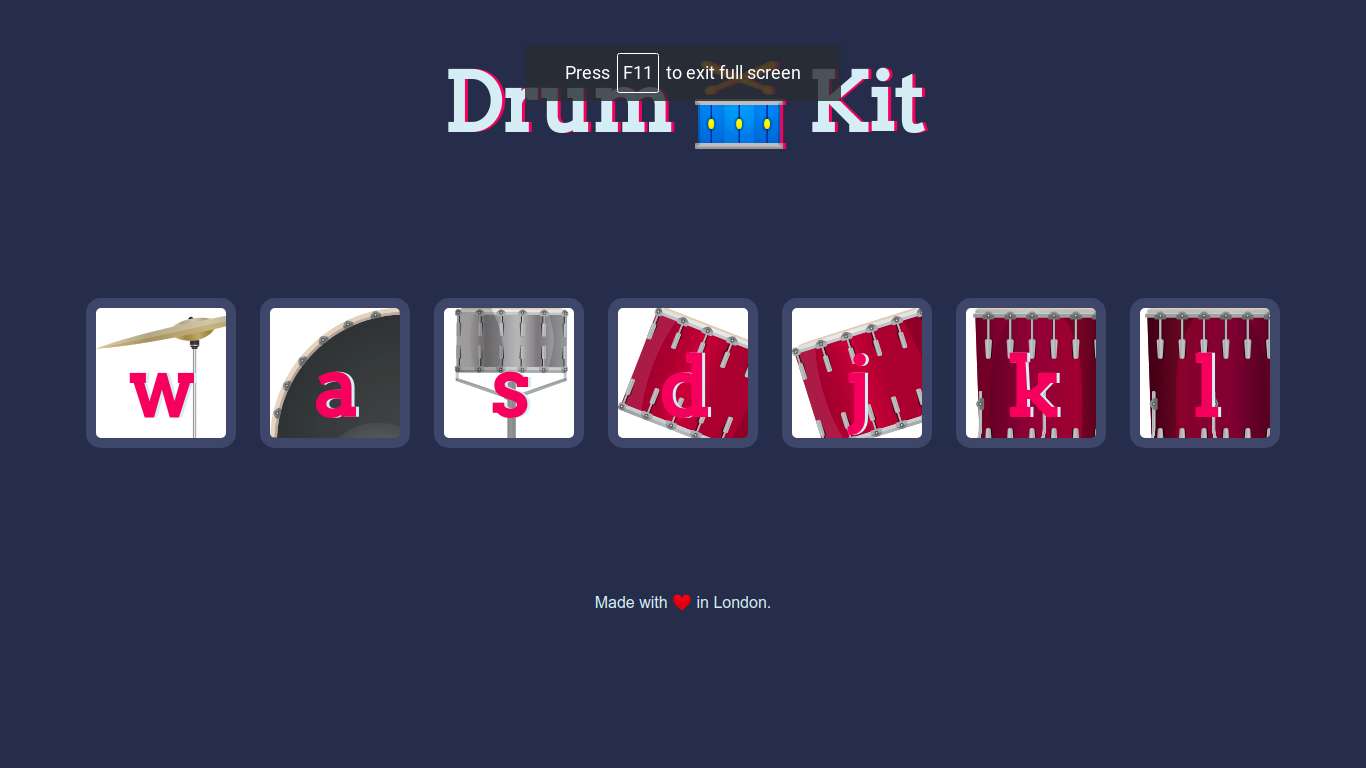 Press F11 to exit full screen
Drum 🥁 Kit
w a s d j k l
Made with ❤️ in London.